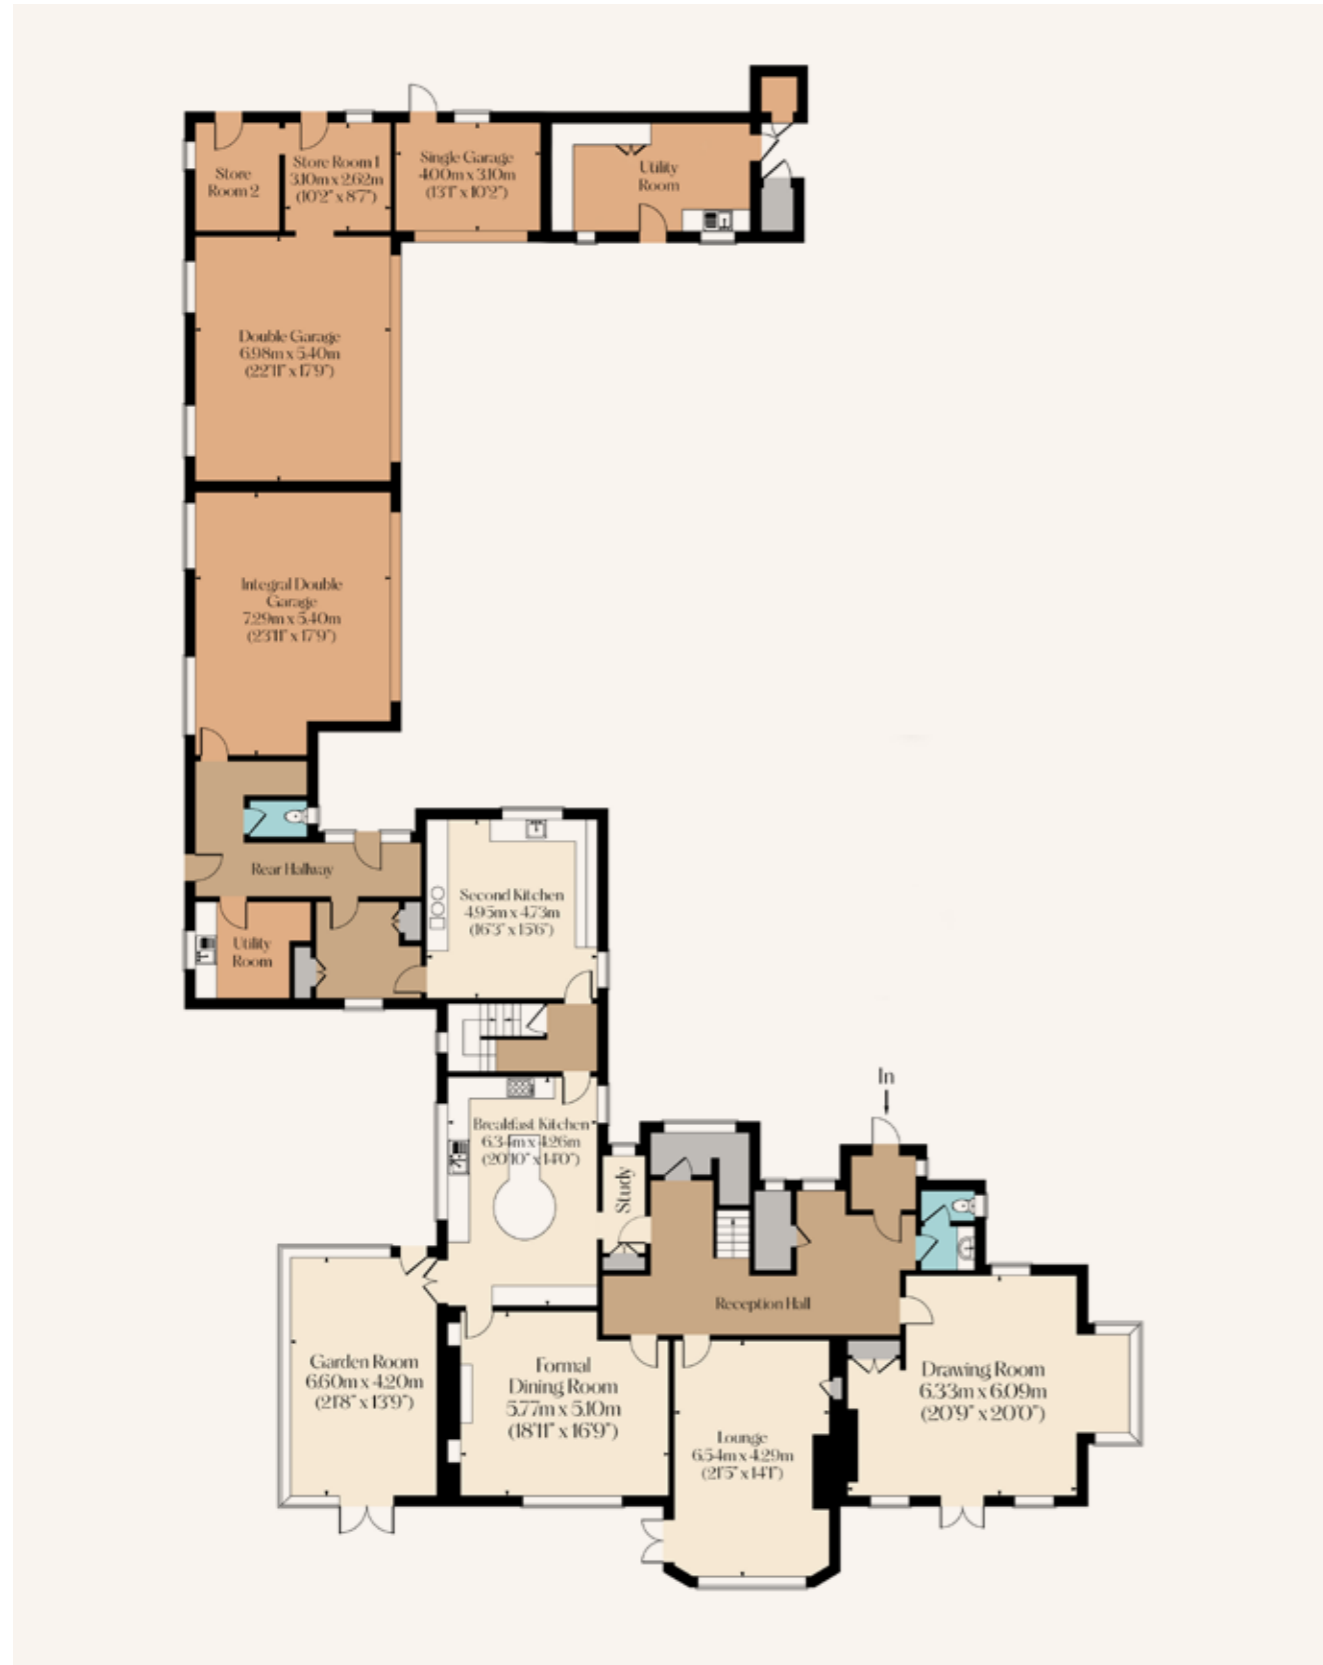 Store
Room 2
Store Room 1
3.10m x 2.62m
(10'2" x 8'7")
Single Garage
4.00m x 3.10m
(13'1" x 10'2")
Utility
Room
Double Garage
6.98m x 5.40m
(22'11" x 17'9")
Integral Double
Garage
7.29m x 5.40m
(23'11" x 17'9")
Rear Hallway
Utility
Room
Second Kitchen
4.95m x 4.73m
(16'3" x 15'6")
In
Breakfast Kitchen
6.34m x 4.26m
(20'10" x 14'0")
Study
Reception Hall
Garden Room
6.60m x 4.20m
(21'8" x 13'9")
Formal
Dining Room
5.77m x 5.10m
(18'11" x 16'9")
Lounge
6.54m x 4.29m
(21'5" x 14'1")
Drawing Room
6.33m x 6.09m
(20'9" x 20'0")